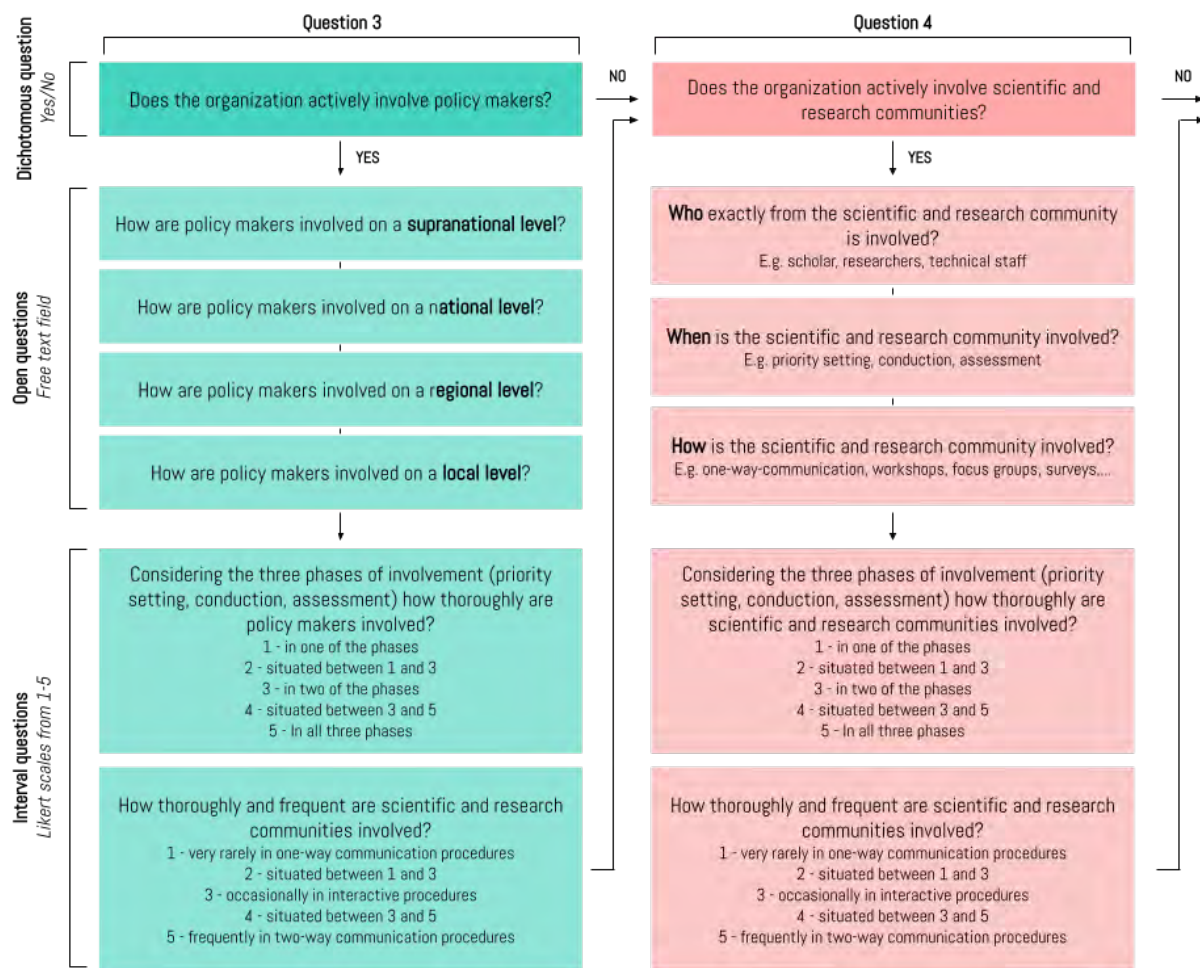 Question 3
Question 4
Dichotomous question
Yes/No
Does the organization actively involve policy makers?
NO
Does the organization actively involve scientific and
research communities?
NO
YES
YES
Open questions
Free text field
How are policy makers involved on a supranational level?
How are policy makers involved on a national level?
How are policy makers involved on a regional level?
How are policy makers involved on a local level?
Who exactly from the scientific and research community
is involved?
E.g. scholar, researchers, technical staff
When is the scientific and research community involved?
E.g. priority setting, conduction, assessment
How is the scientific and research community involved?
E.g. one-way-communication, workshops, focus groups, surveys,...
Interval questions
Likert scales from 1-5
Considering the three phases of involvement (priority
setting, conduction, assessment) how thoroughly are
policy makers involved?
1 - in one of the phases
2 - situated between 1 and 3
3 - in two of the phases
4 - situated between 3 and 5
5 - In all three phases
How thoroughly and frequent are scientific and research
communities involved?
1 - very rarely in one-way communication procedures
2 - situated between 1 and 3
3 - occasionally in interactive procedures
4 - situated between 3 and 5
5 - frequently in two-way communication procedures
Considering the three phases of involvement (priority
setting, conduction, assessment) how thoroughly are
scientific and research communities involved?
1 - in one of the phases
2 - situated between 1 and 3
3 - in two of the phases
4 - situated between 3 and 5
5 - In all three phases
How thoroughly and frequent are scientific and research
communities involved?
1 - very rarely in one-way communication procedures
2 - situated between 1 and 3
3 - occasionally in interactive procedures
4 - situated between 3 and 5
5 - frequently in two-way communication procedures